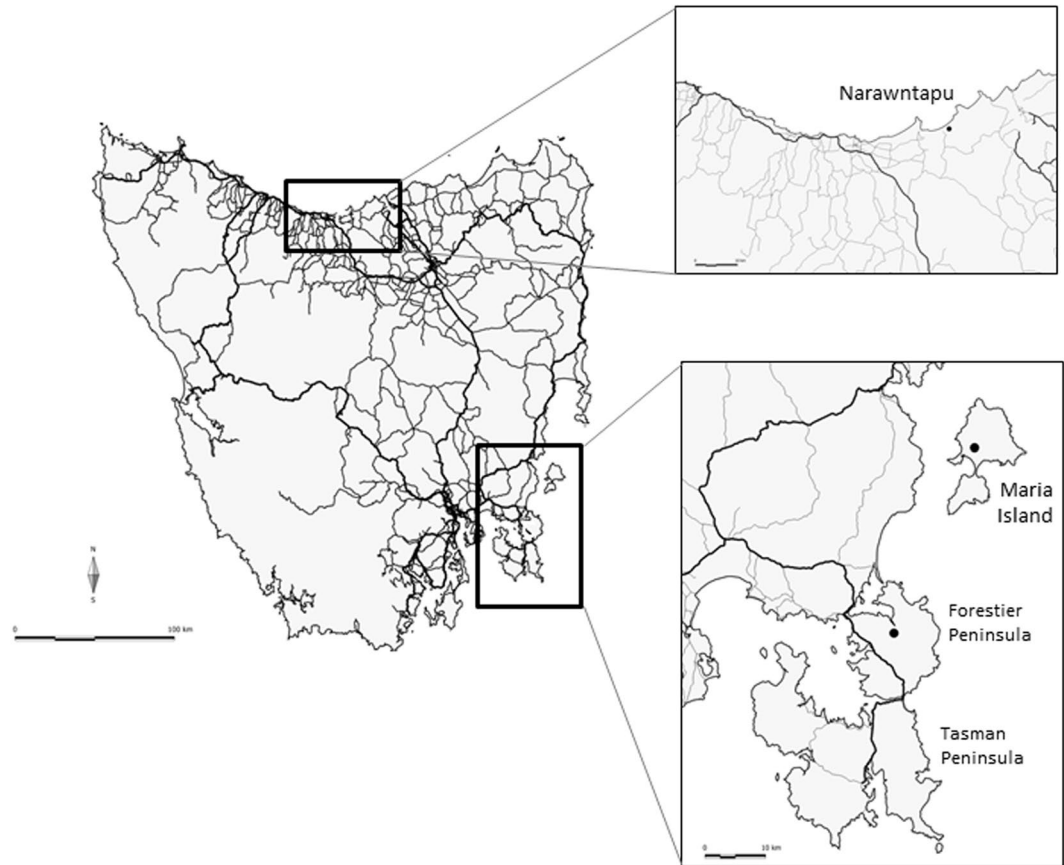 Narawntapu
Maria
Island
Forestier
Peninsula
Tasman
Peninsula
N
S
0 100 km
0 10 km